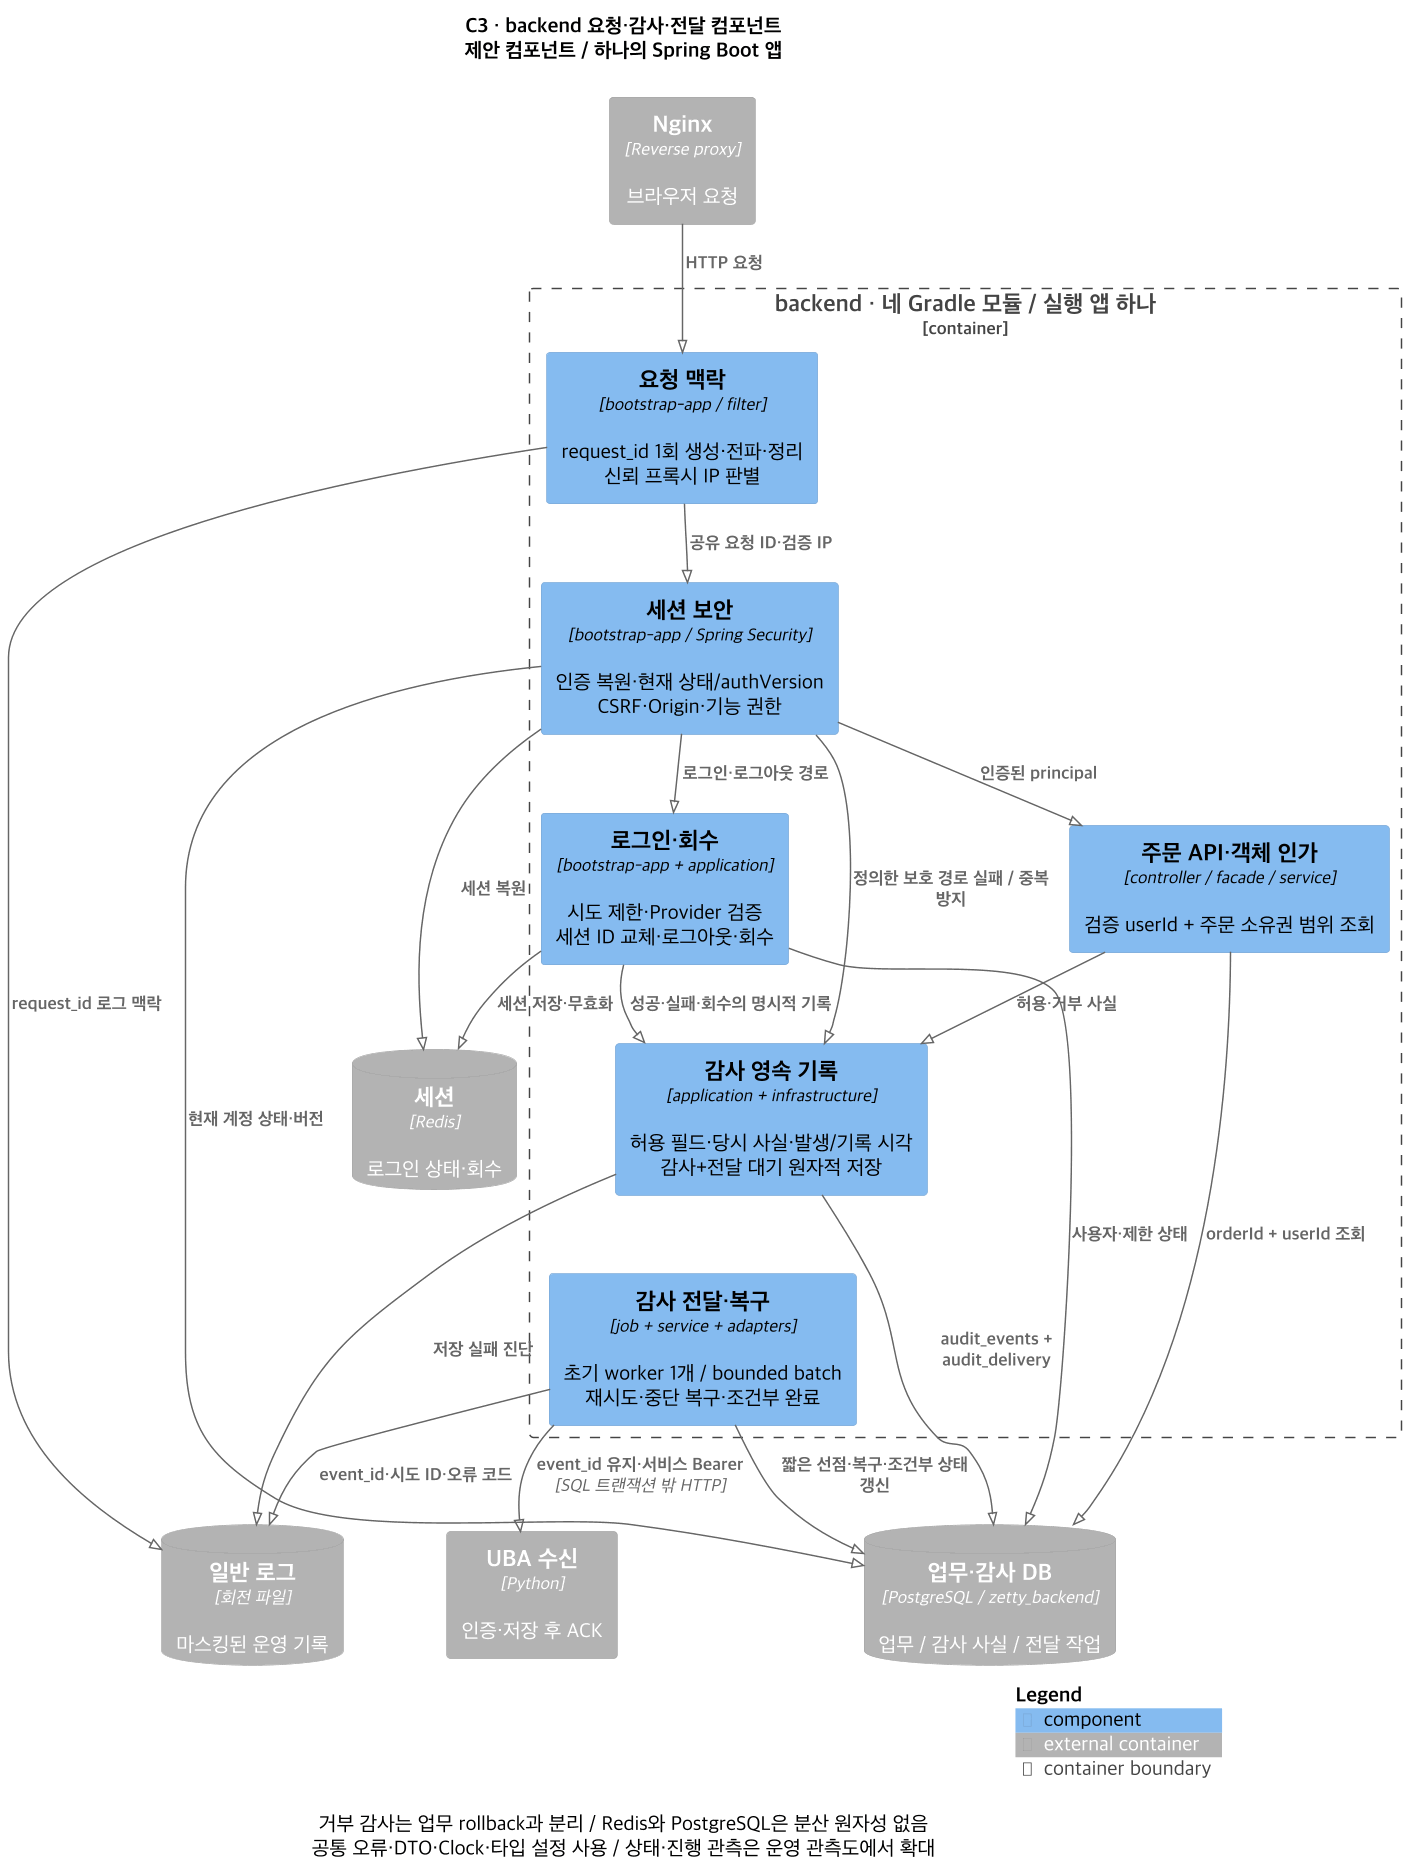 C3 · backend 요청·감사·전달 컴포넌트
제안 컴포넌트 / 하나의 Spring Boot 앱
Nginx
[Reverse proxy]
브라우저 요청
HTTP 요청
backend · 네 Gradle 모듈 / 실행 앱 하나
[container]
요청 맥락
[bootstrap-app / filter]
request_id 1회 생성·전파·정리
신뢰 프록시 IP 판별
공유 요청 ID·검증 IP
세션 보안
[bootstrap-app / Spring Security]
인증 복원·현재 상태/authVersion
CSRF·Origin·기능 권한
로그인·로그아웃 경로
인증된 principal
로그인·회수
[bootstrap-app + application]
시도 제한·Provider 검증
세션 ID 교체·로그아웃·회수
세션 복원
정의한 보호 경로 실패 / 중복
방지
주문 API·객체 인가
[controller / facade / service]
검증 userId + 주문 소유권 범위 조회
request_id 로그 맥락
세션 저장·무효화
성공·실패·회수의 명시적 기록
허용·거부 사실
세션
[Redis]
로그인 상태·회수
현재 계정 상태·버전
감사 영속 기록
[application + infrastructure]
허용 필드·당시 사실·발생/기록 시각
감사+전달 대기 원자적 저장
사용자·제한 상태
orderId + userId 조회
감사 전달·복구
[job + service + adapters]
초기 worker 1개 / bounded batch
재시도·중단 복구·조건부 완료
저장 실패 진단
audit_events +
audit_delivery
event_id·시도 ID·오류 코드
event_id 유지·서비스 Bearer
[SQL 트랜잭션 밖 HTTP]
짧은 선점·복구·조건부 상태
갱신
일반 로그
[회전 파일]
마스킹된 운영 기록
UBA 수신
[Python]
인증·저장 후 ACK
업무·감사 DB
[PostgreSQL / zetty_backend]
업무 / 감사 사실 / 전달 작업
Legend
component
external container
container boundary
거부 감사는 업무 rollback과 분리 / Redis와 PostgreSQL은 분산 원자성 없음
공통 오류·DTO·Clock·타입 설정 사용 / 상태·진행 관측은 운영 관측도에서 확대